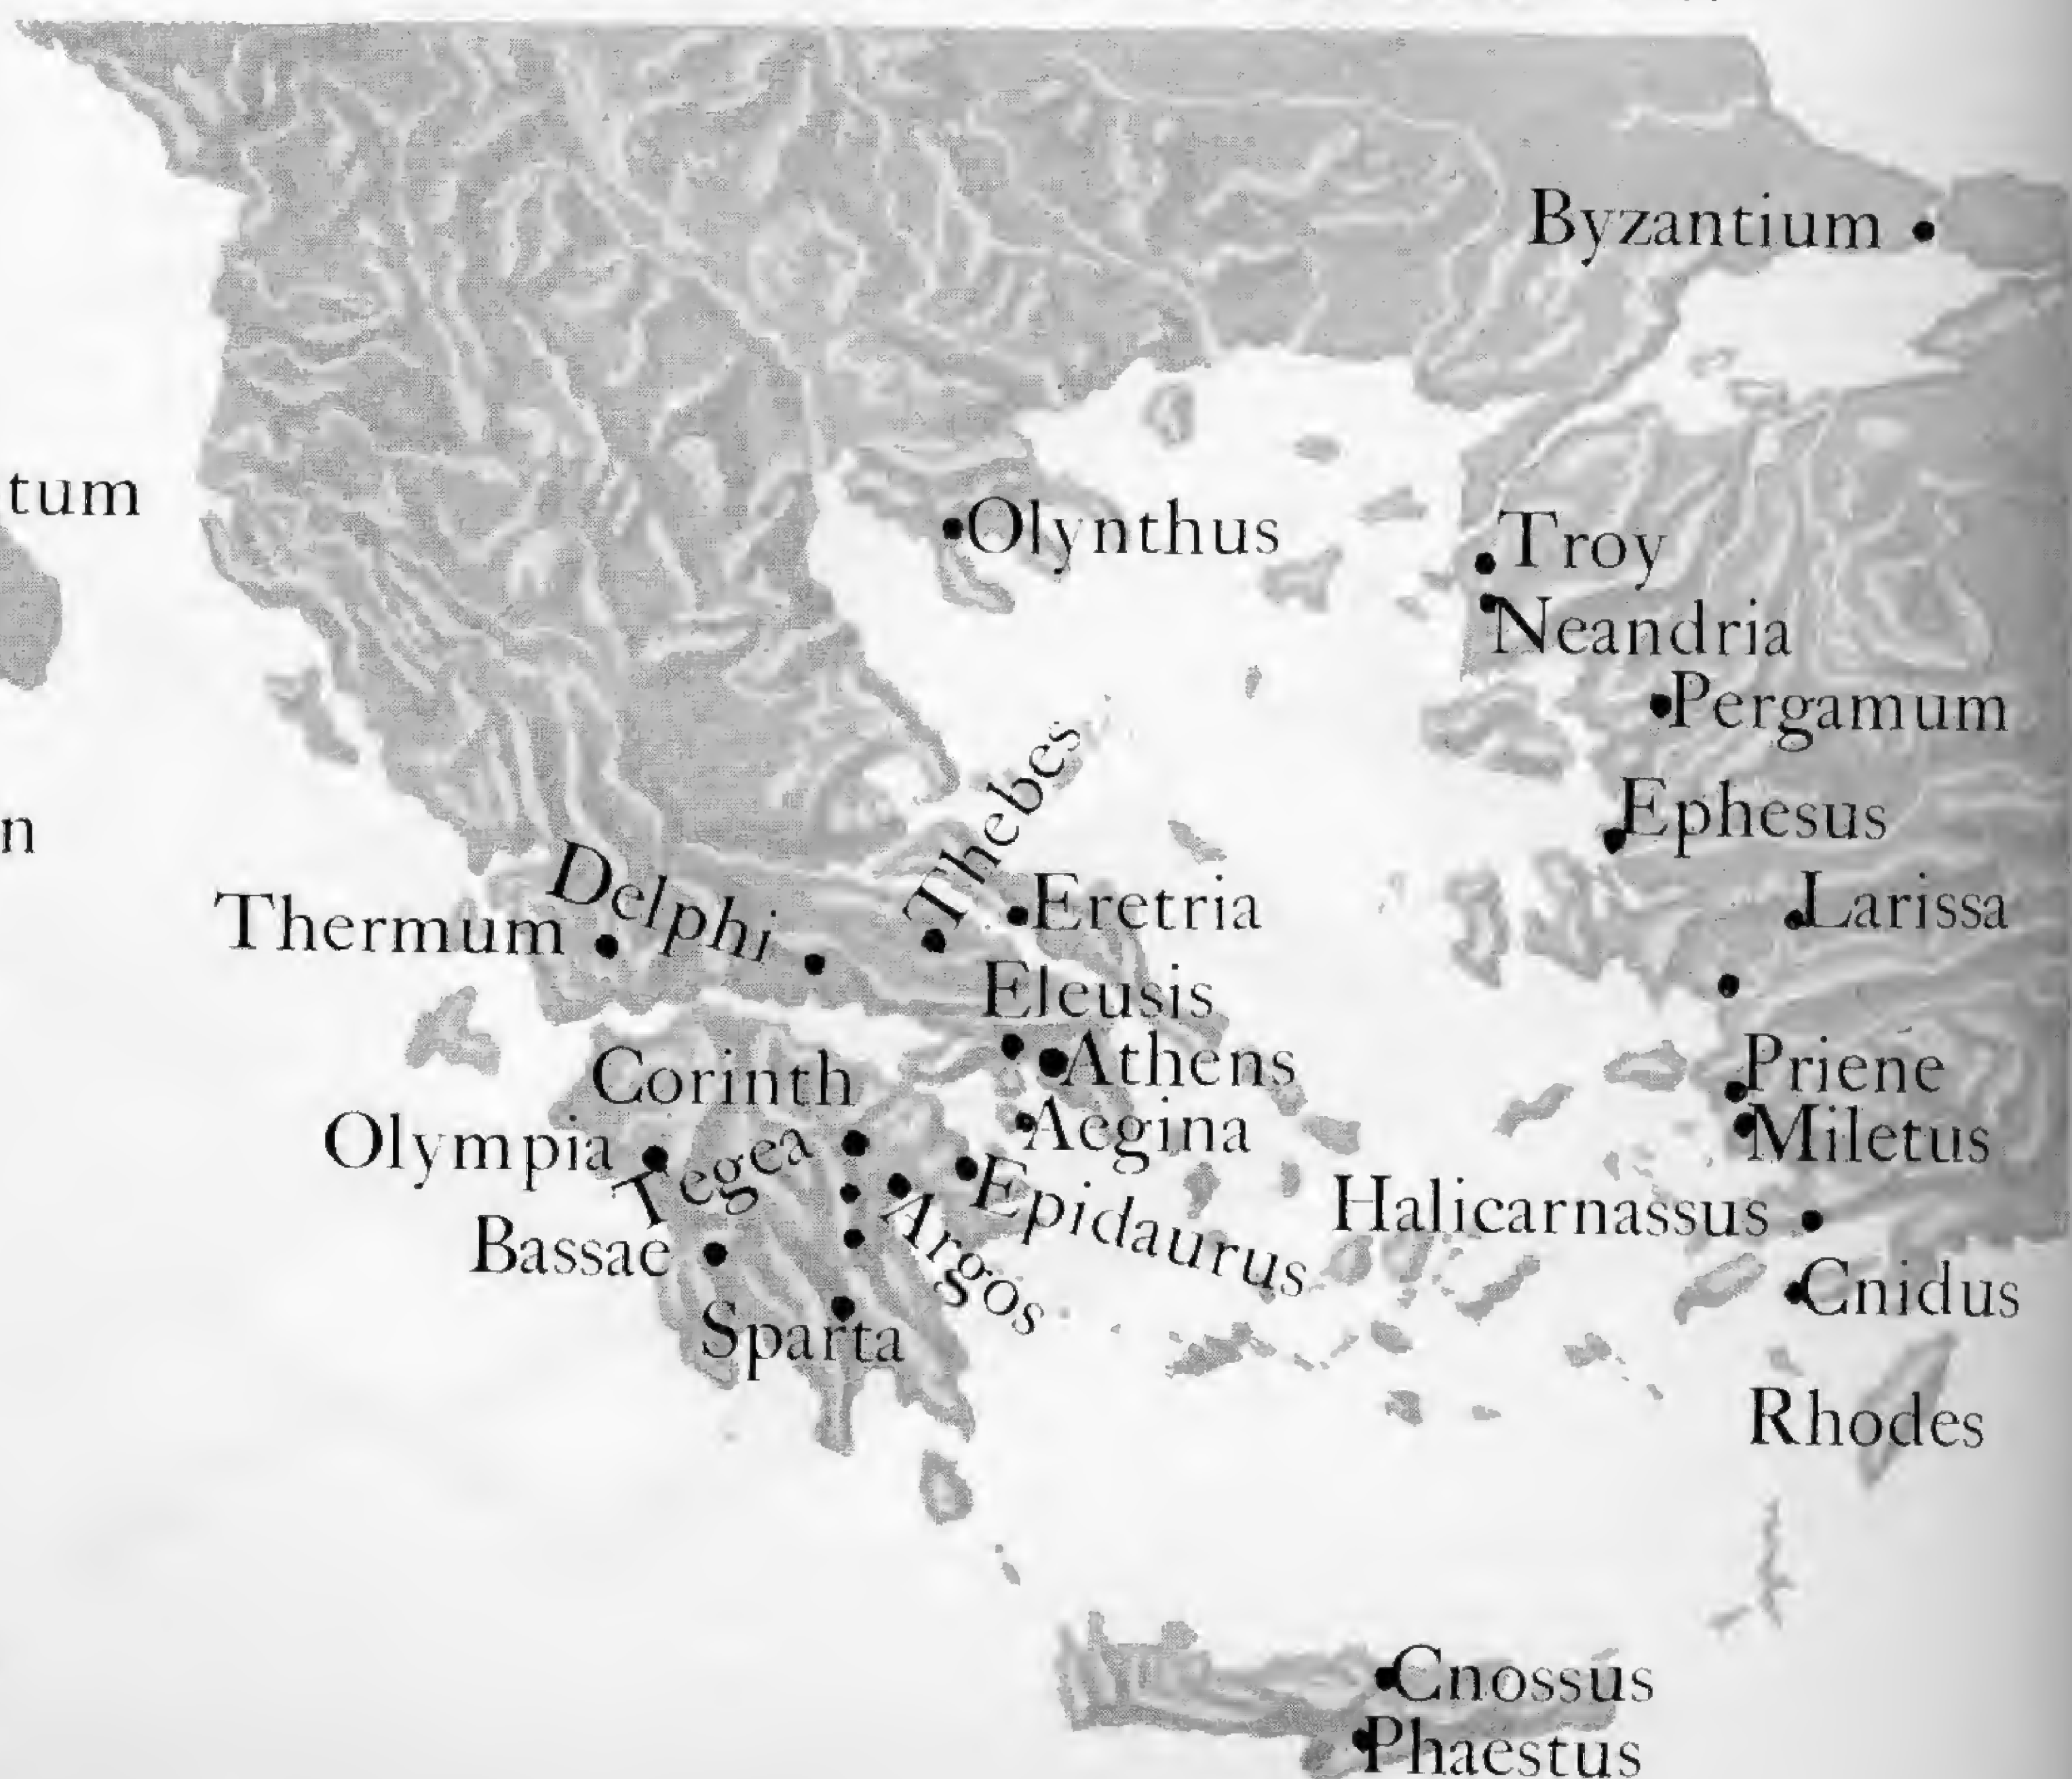 Byzantium
tum
Olynthus
Troy
Neandria
Pergamum
Thebes
Ephesus
n
Delphi
Eretria
Larissa
Thermum
Eleusis
Athens
Priene
Corinth
Aegina
Miletus
Olympia
Tegea
Epidaurus
Halicarnassus
Argos
Bassae
Cnidus
Sparta
Rhodes
Cnossus
Phaestus